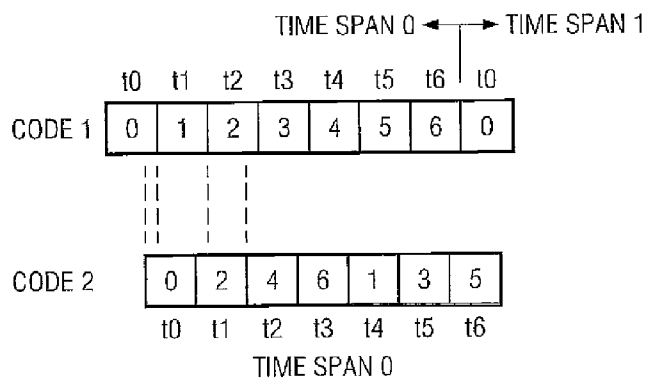 TIME SPAN 0 TIME SPAN 1
t0 t1 t2 t3 t4 t5 t6 t0
CODE 1 0 1 2 3 4 5 6 0
CODE 2 0 2 4 6 1 3 5
t0 t1 t2 t3 t4 t5 t6
TIME SPAN 0